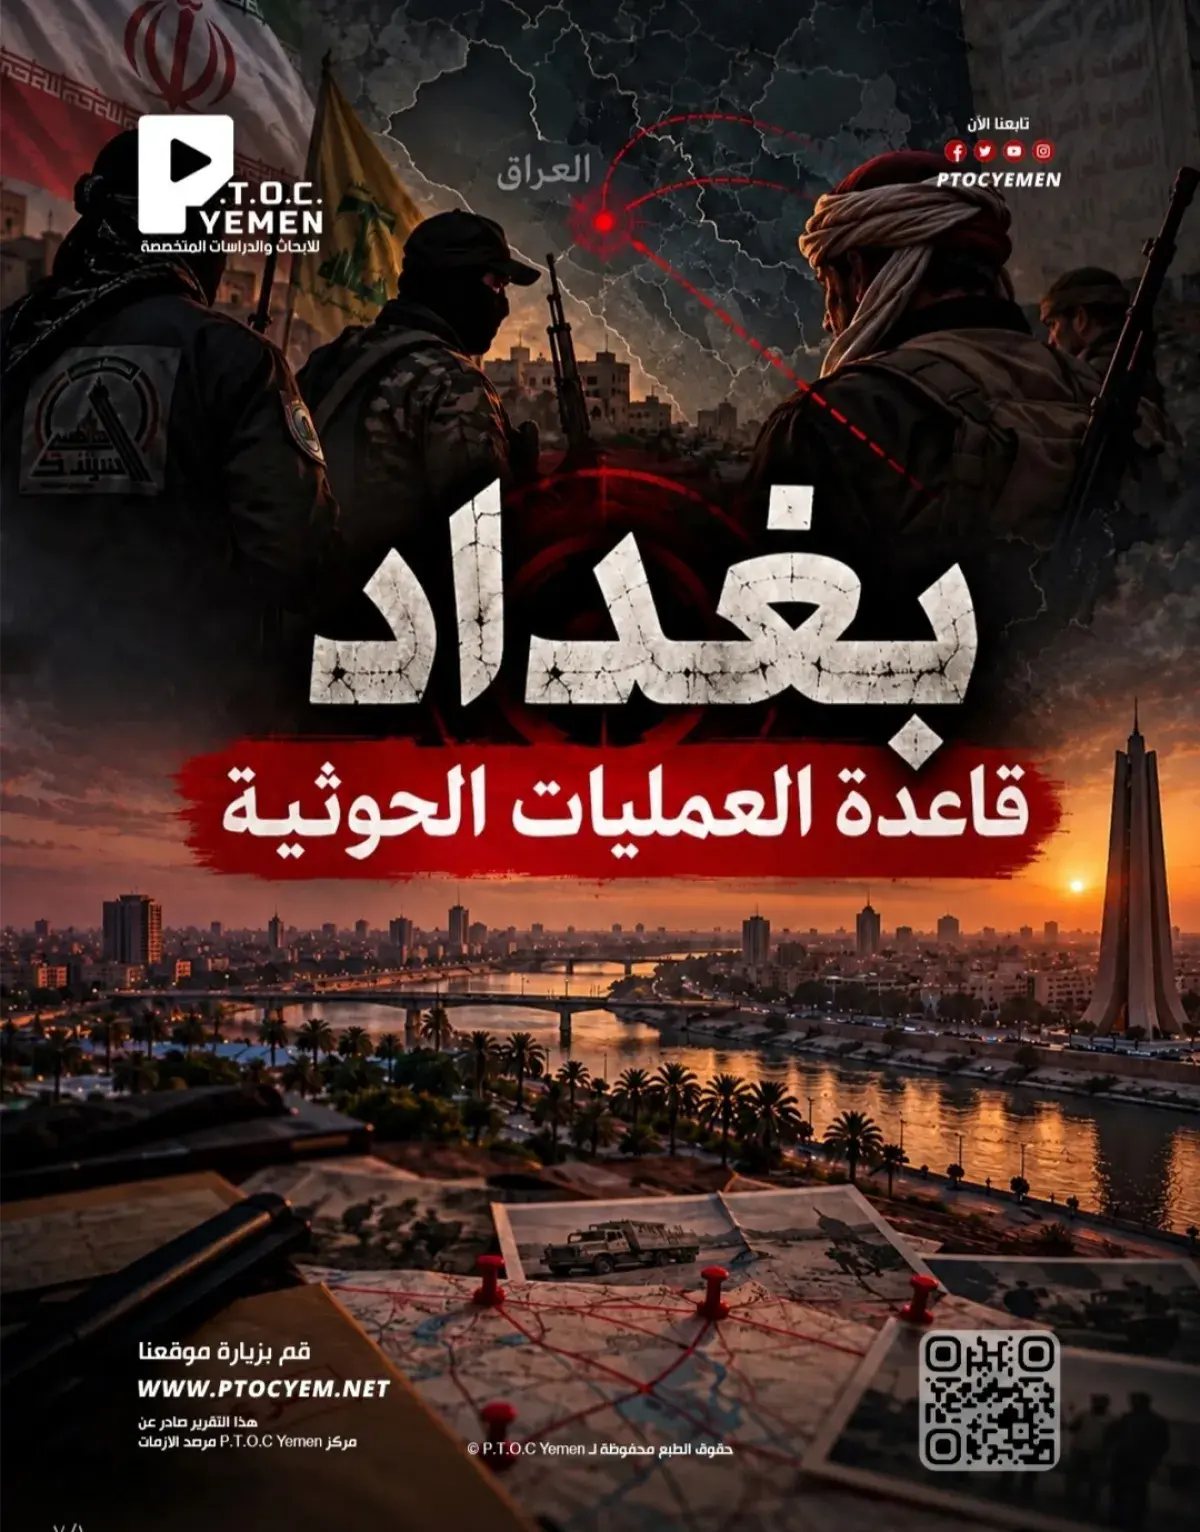 العراق
P.T.O.C.
YEMEN
للابحاث والدراسات المتخصصة
تابعنا الأن
PTOCYEMEN
بغداد
قاعدة العمليات الحوثية
قم بزيارة موقعنا
WWW.PTOCYEM.NET
هذا التقرير صادر عن
مركز P.T.O.C Yemen مرصد الازمات
حقوق الطبع محفوظة لـ P.T.O.C Yemen ©